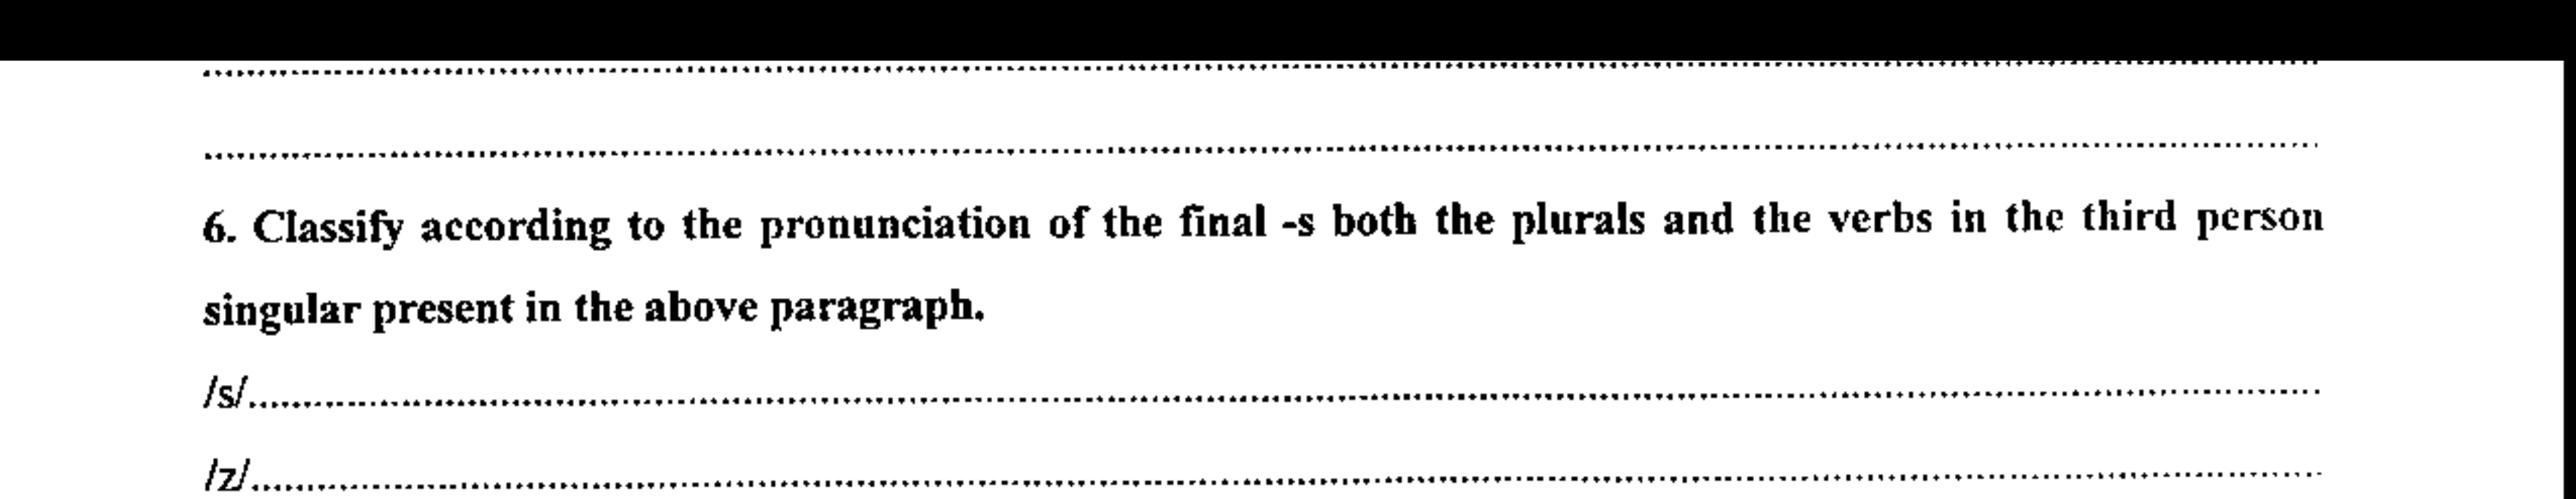 6. Classify according to the pronunciation of the final -s both the plurals and the verbs in the third person
singular present in the above paragraph.
/s/........................................................................................................
/z/........................................................................................................